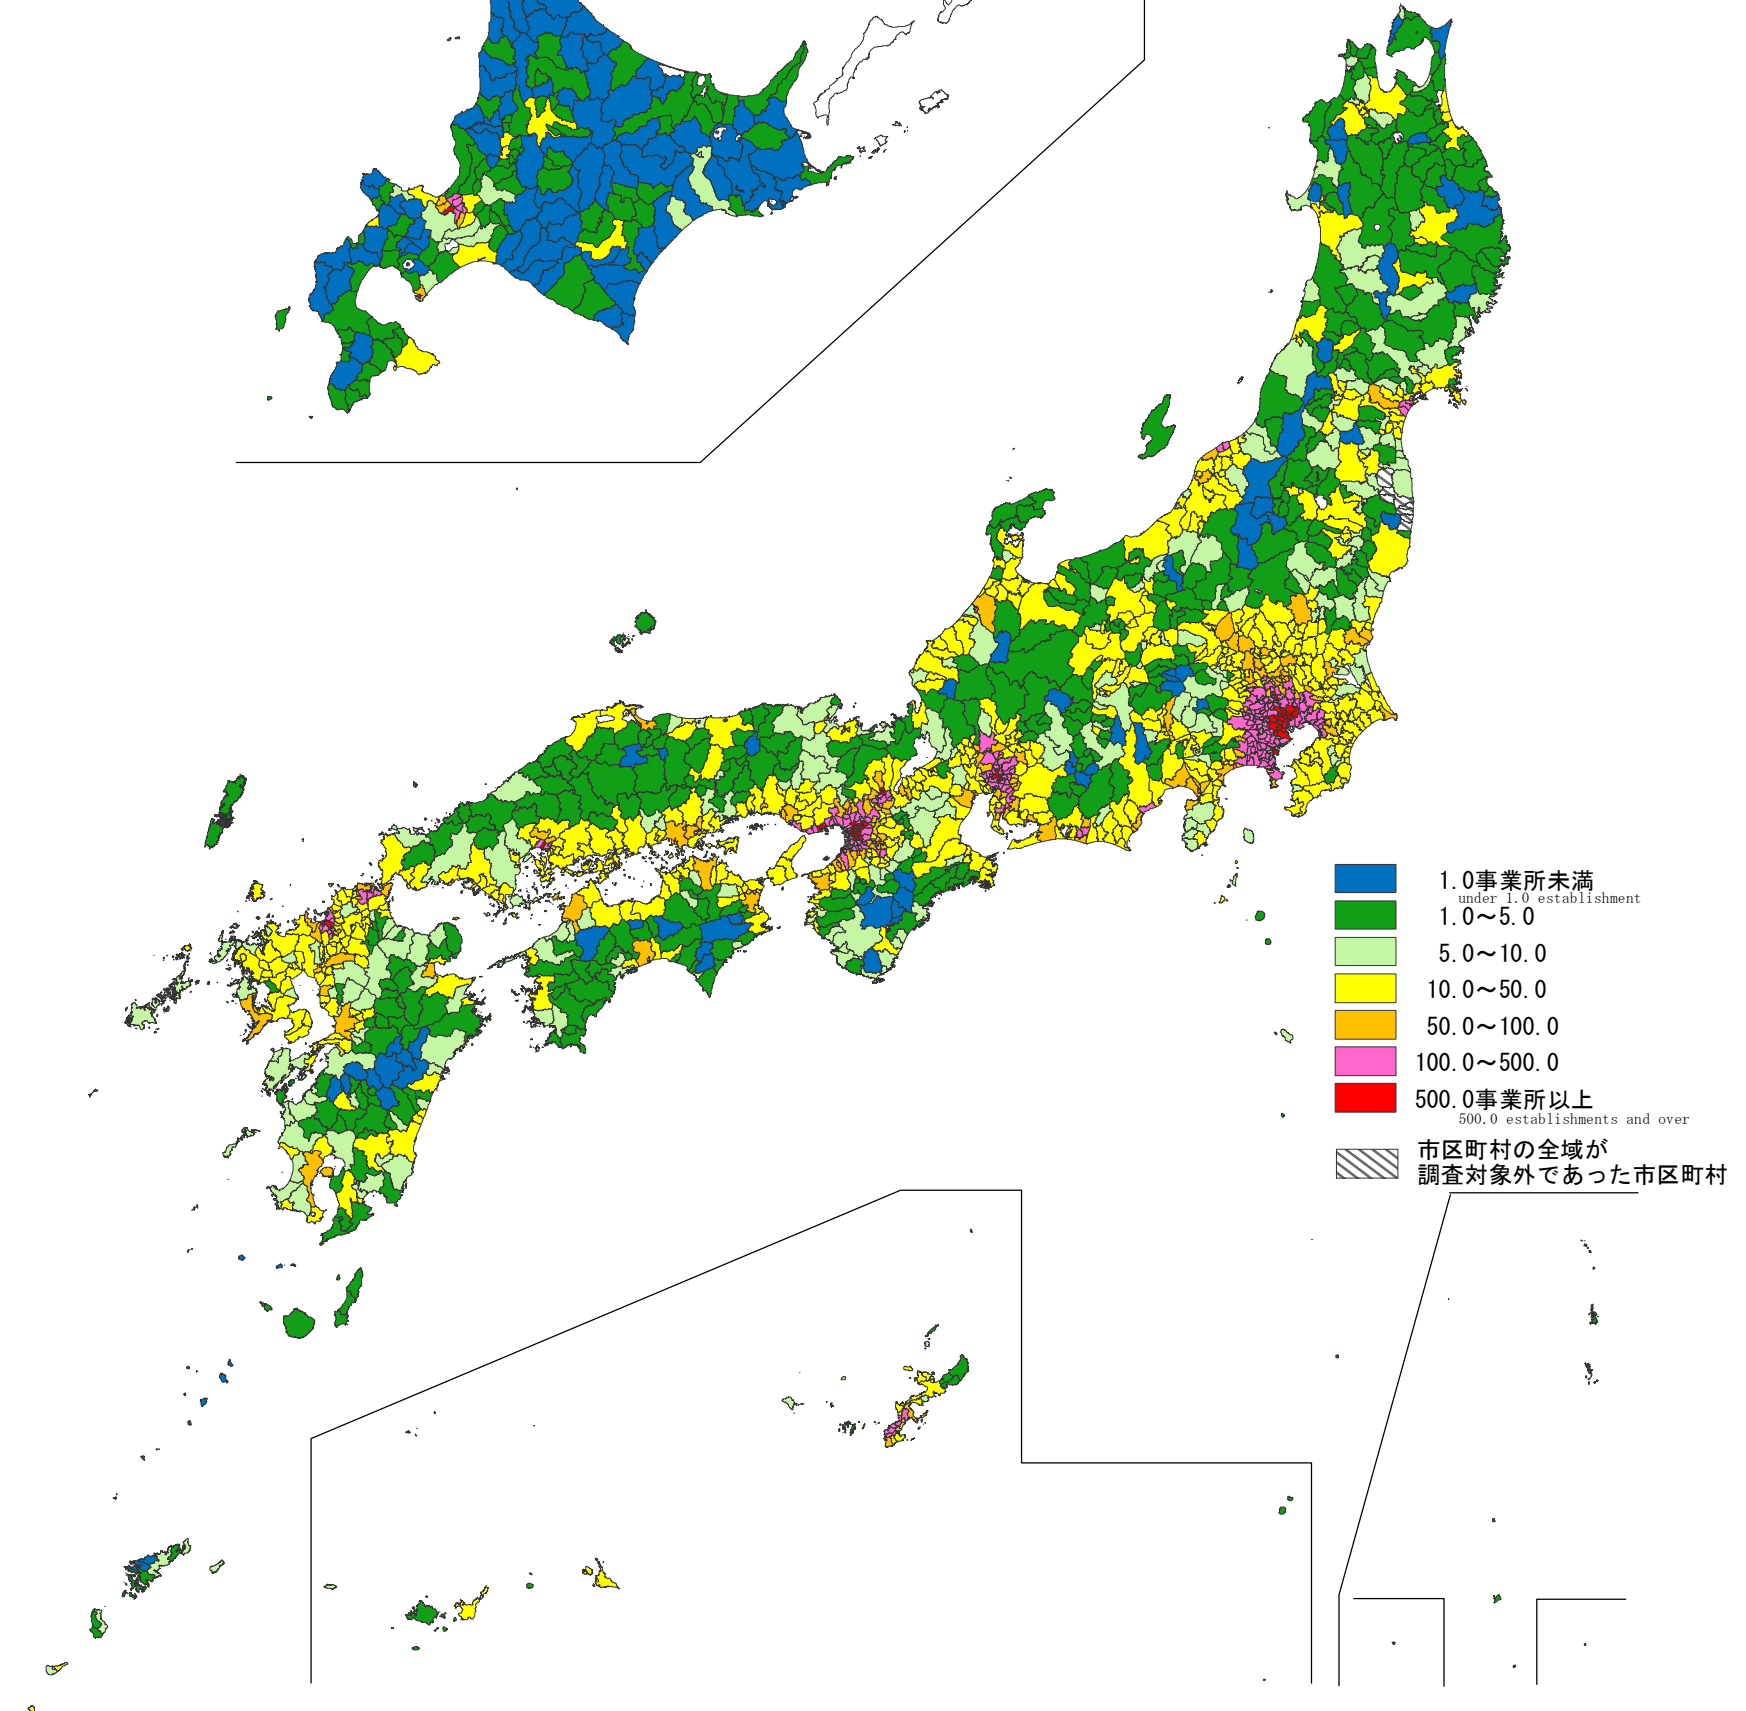 1.0事業所未満
under 1.0 establishment
1.0～5.0
5.0～10.0
10.0～50.0
50.0～100.0
100.0～500.0
500.0事業所以上
500.0 establishments and over
市区町村の全域が
調査対象外であった市区町村